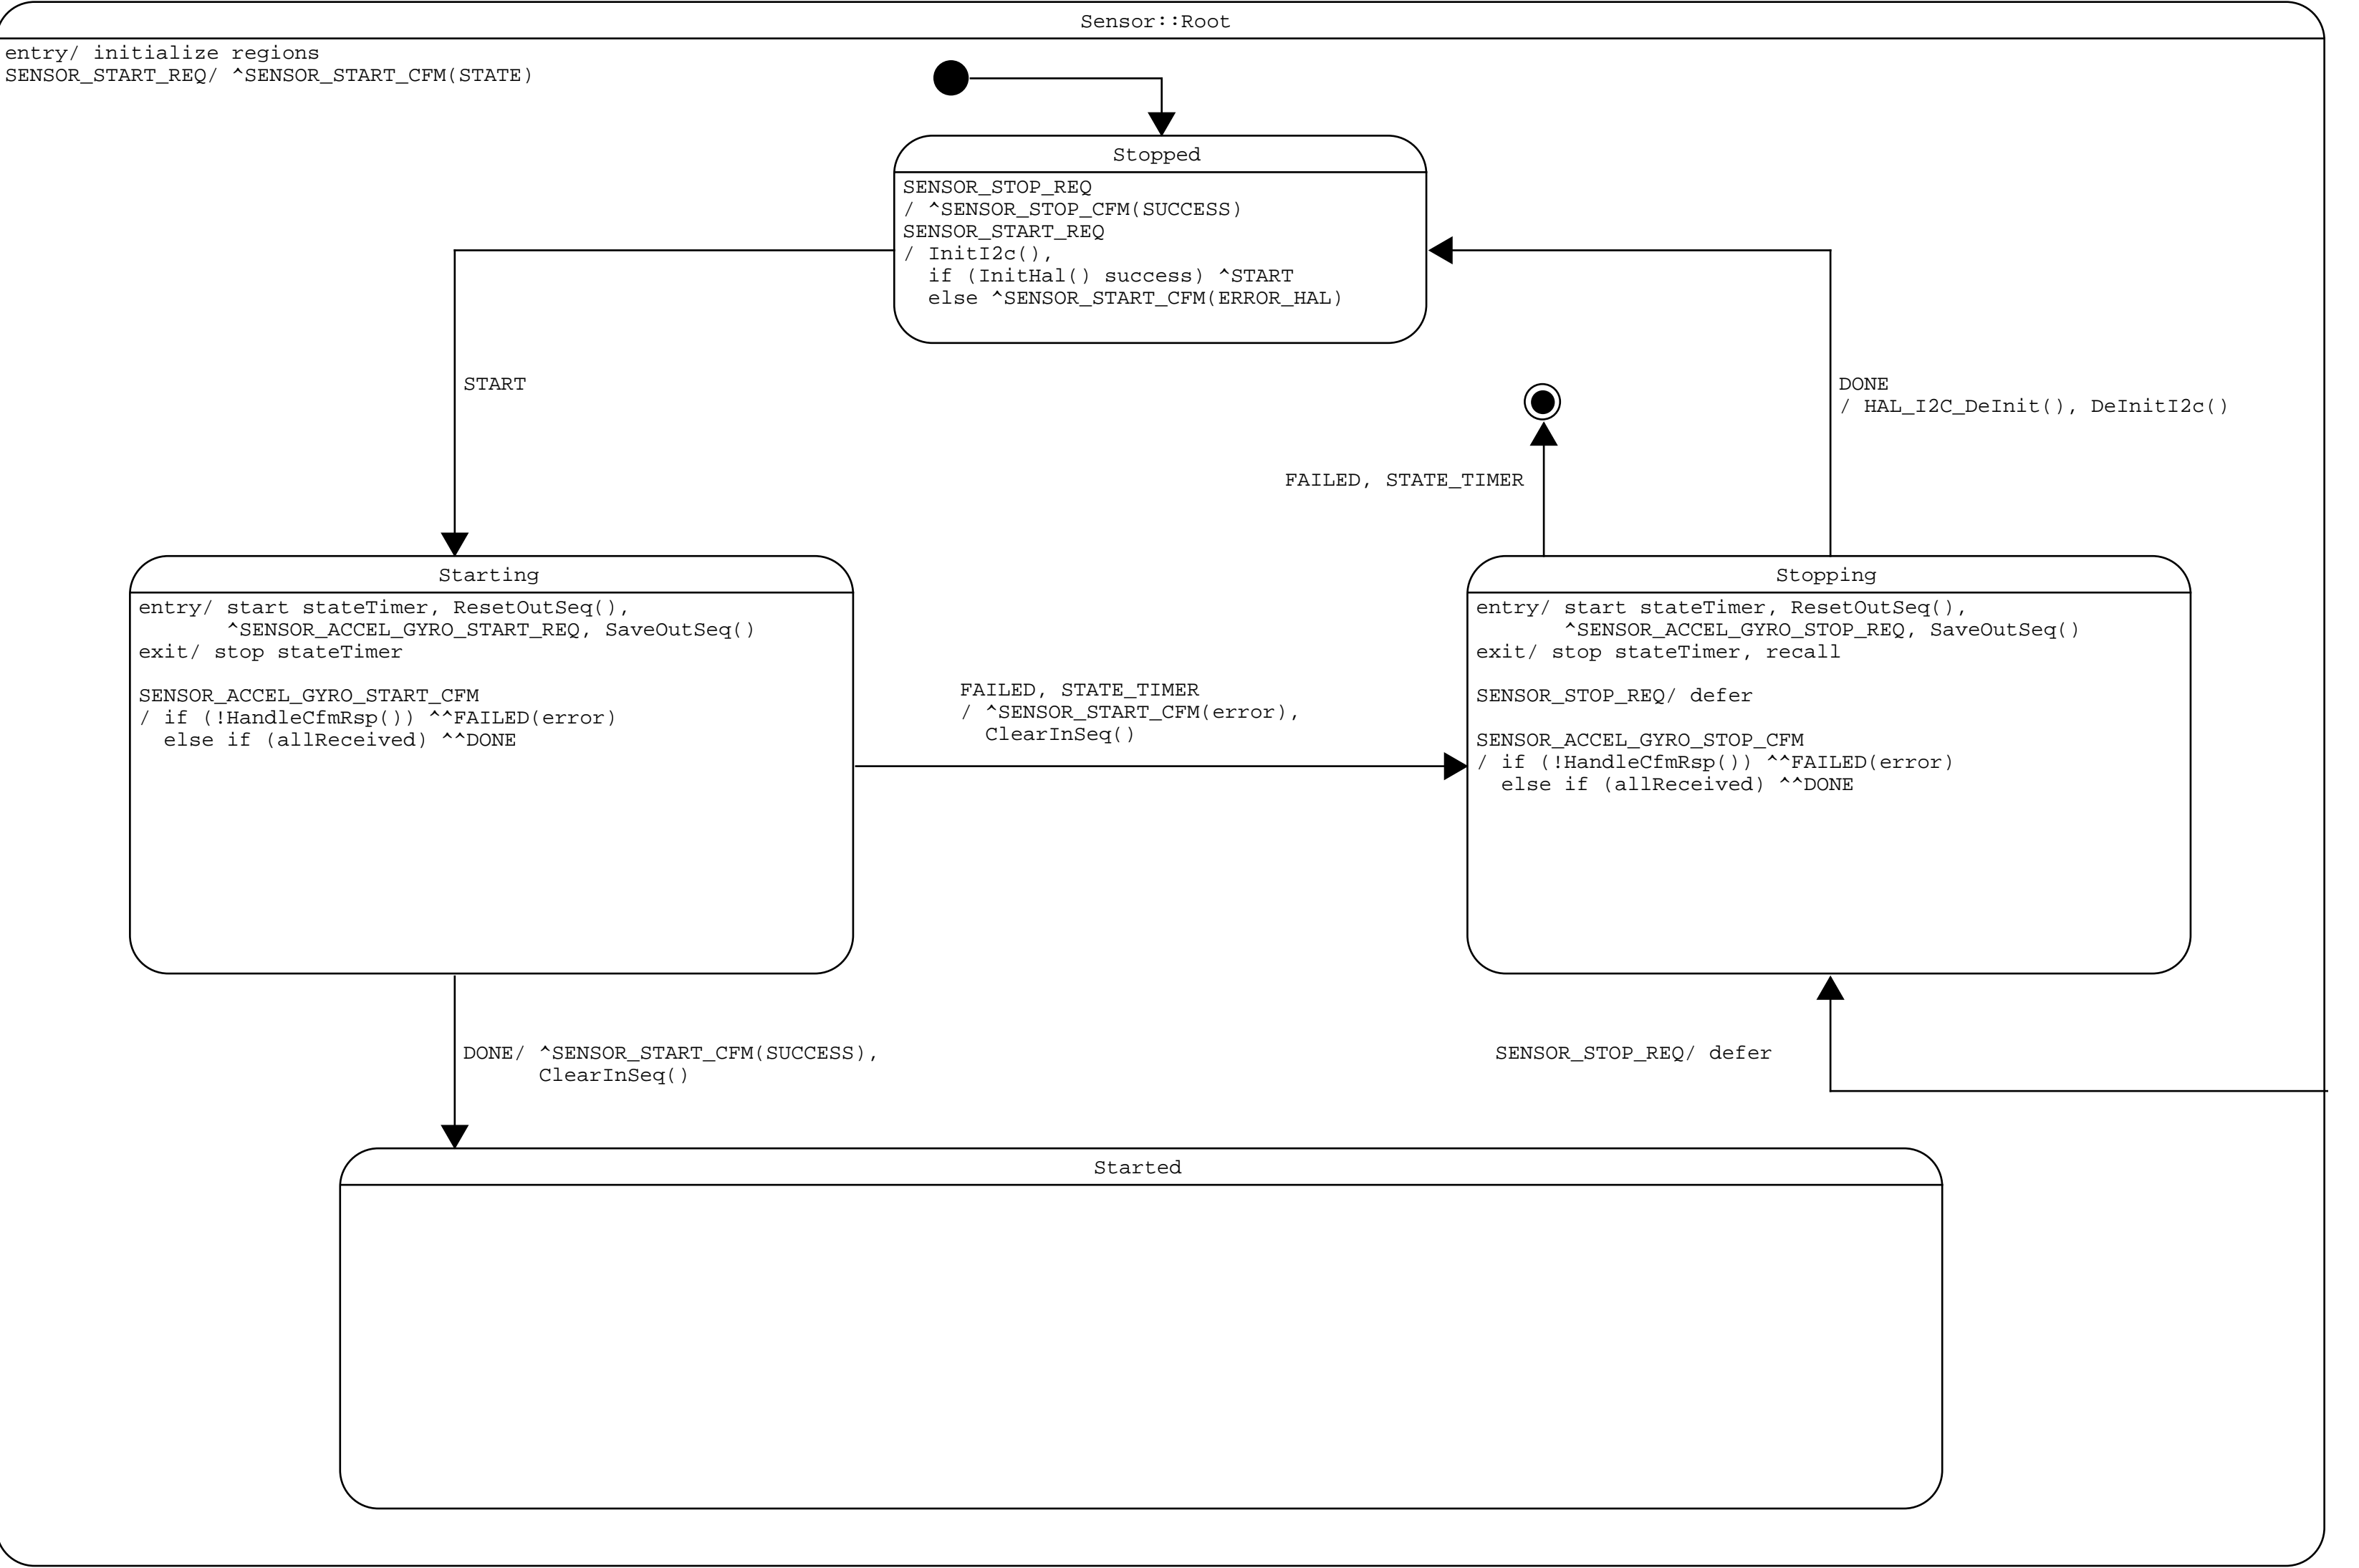 Sensor::Root
entry/ initialize regions
SENSOR_START_REQ/ ^SENSOR_START_CFM(STATE)
Stopped
SENSOR_STOP_REQ
/ ^SENSOR_STOP_CFM(SUCCESS)
SENSOR_START_REQ
/ InitI2c(),
if (InitHal() success) ^START
else ^SENSOR_START_CFM(ERROR_HAL)
START
DONE
/ HAL_I2C_DeInit(), DeInitI2c()
FAILED, STATE_TIMER
Starting
entry/ start stateTimer, ResetOutSeq(),
^SENSOR_ACCEL_GYRO_START_REQ, SaveOutSeq()
exit/ stop stateTimer
SENSOR_ACCEL_GYRO_START_CFM
/ if (!HandleCfmRsp()) ^^FAILED(error)
else if (allReceived) ^^DONE
FAILED, STATE_TIMER
/ ^SENSOR_START_CFM(error),
ClearInSeq()
Stopping
entry/ start stateTimer, ResetOutSeq(),
^SENSOR_ACCEL_GYRO_STOP_REQ, SaveOutSeq()
exit/ stop stateTimer, recall
SENSOR_STOP_REQ/ defer
SENSOR_ACCEL_GYRO_STOP_CFM
/ if (!HandleCfmRsp()) ^^FAILED(error)
else if (allReceived) ^^DONE
DONE/ ^SENSOR_START_CFM(SUCCESS),
ClearInSeq()
SENSOR_STOP_REQ/ defer
Started